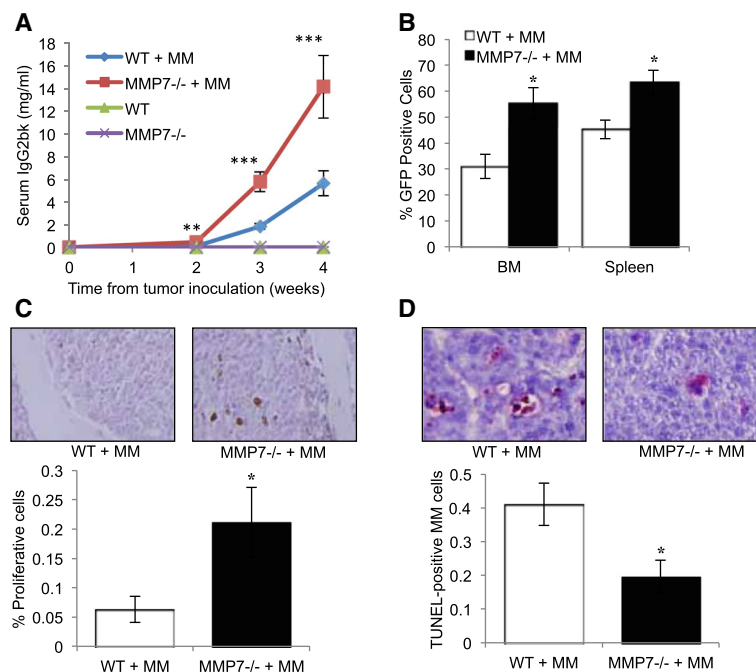 A
Serum IgG2bk (mg/ml)
18
16
14
12
10
8
6
4
2
0
WT + MM
MMP7-/- + MM
WT
MMP7-/-
**
***
***
0
1
2
3
4
Time from tumor inoculation (weeks)
B
% GFP Positive Cells
80
70
60
50
40
30
20
10
0
WT + MM
MMP7-/- + MM
*
*
BM
Spleen
C
WT + MM
MMP7-/- + MM
% Proliferative cells
0.3
0.25
0.2
0.15
0.1
0.05
0
*
WT + MM
MMP7-/- + MM
D
WT + MM
MMP7-/- + MM
TUNEL-positive MM cells
0.5
0.4
0.3
0.2
0.1
0
*
WT + MM
MMP7-/- + MM